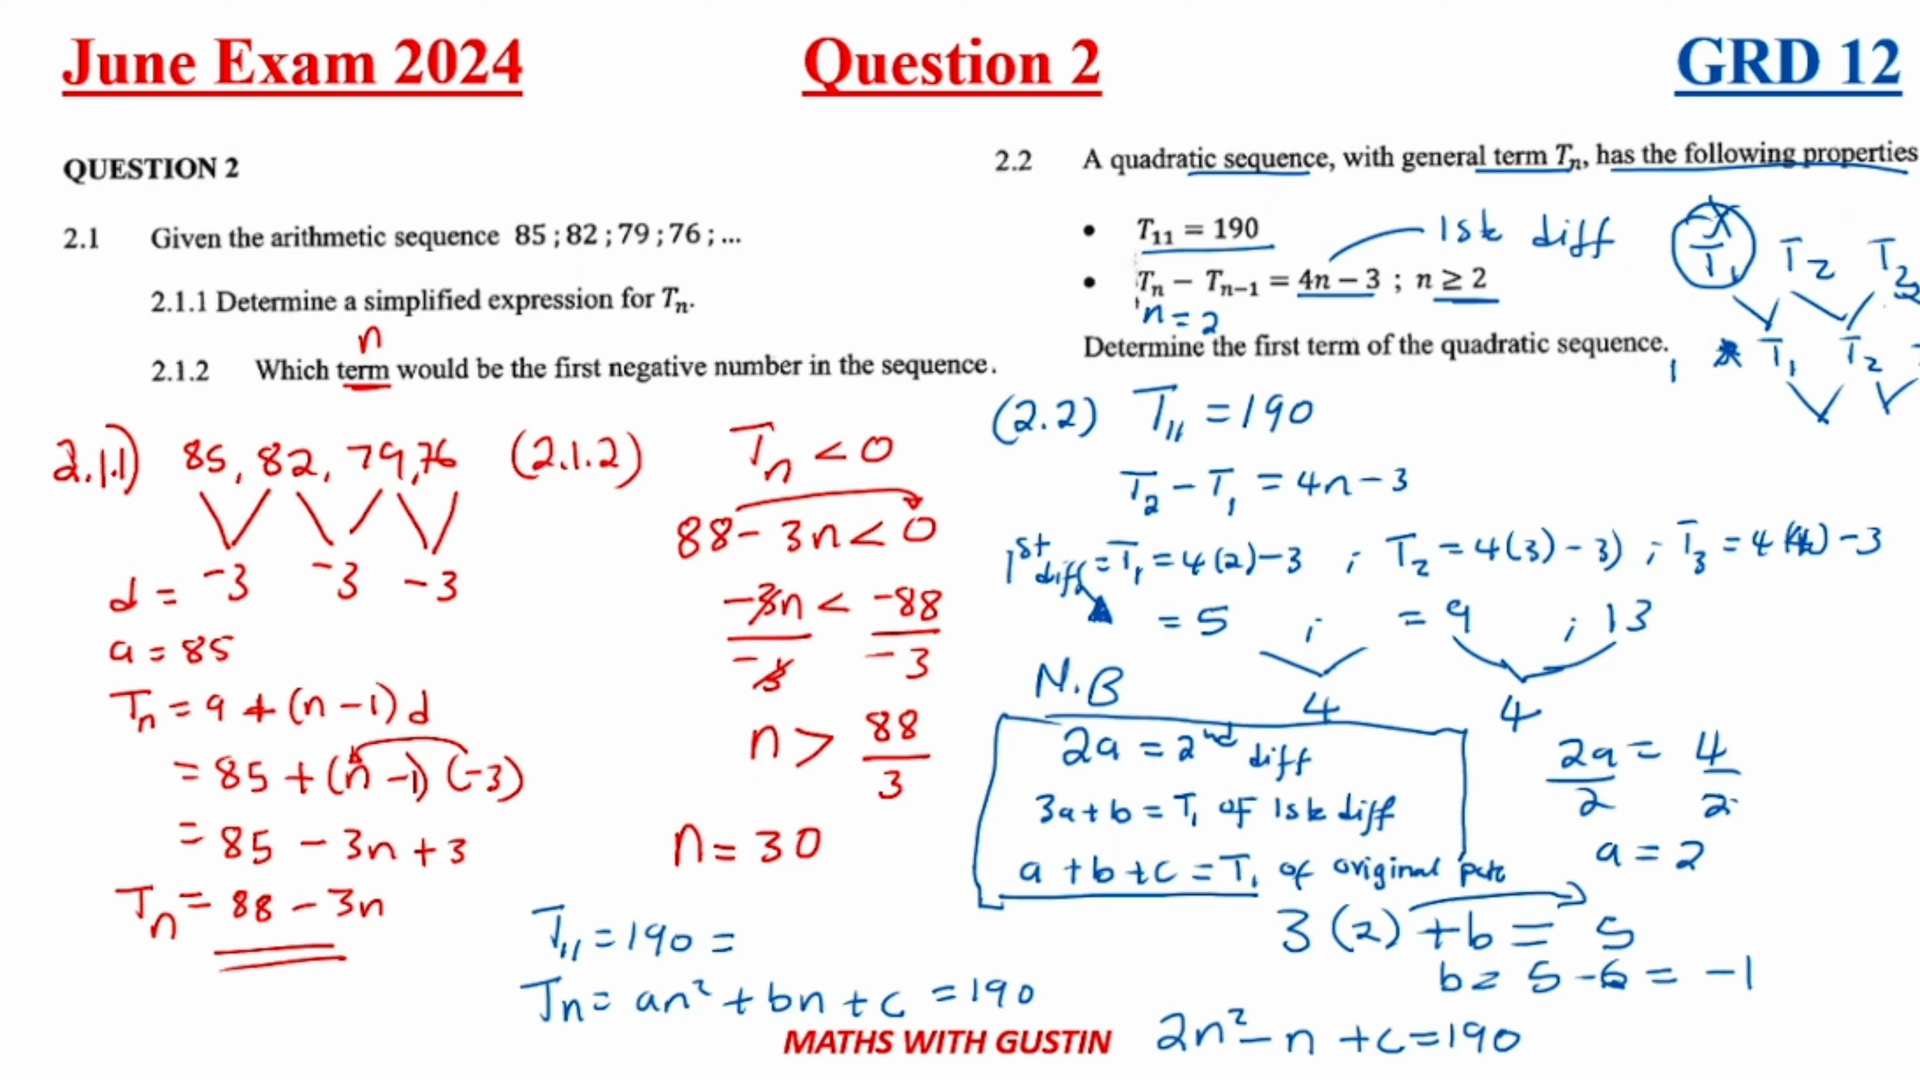 June Exam 2024
Question 2
GRD 12
QUESTION 2
2.1 Given the arithmetic sequence 85 ; 82 ; 79 ; 76 ; ...
2.1.1 Determine a simplified expression for Tₙ.
n
2.1.2 Which term would be the first negative number in the sequence.
2.1.1) 85, 82, 79, 76
d = -3 -3 -3
a = 85
Tₙ = a + (n - 1) d
= 85 + (n - 1) (-3)
= 85 - 3n + 3
Tₙ = 88 - 3n
(2.1.2) Tₙ < 0
88 - 3n < 0
-3n < -88
-3 -3
n > 88
3
n = 30
T₁₁ = 190 =
Tₙ = an² + bn + c = 190
2.2 A quadratic sequence, with general term Tₙ, has the following properties
• T₁₁ = 190
1st diff
• Tₙ − Tₙ₋₁ = 4n − 3 ; n ≥ 2
n = 2
Determine the first term of the quadratic sequence.
T₁ T₂ T₃
T₁ T₂
(2.2) T₁₁ = 190
T₂ - T₁ = 4n - 3
1st diff = T₁ = 4(2) - 3 ; T₂ = 4(3) - 3) ; T₃ = 4(4) - 3
= 5 ; = 9 ; 13
4 4
N.B
2a = 2nd diff
3a + b = T₁ of 1st diff
a + b + c = T₁ of original patt
2a = 4
2 2
a = 2
3(2) + b = 5
b = 5 - 6 = -1
2n² - n + c = 190
MATHS WITH GUSTIN